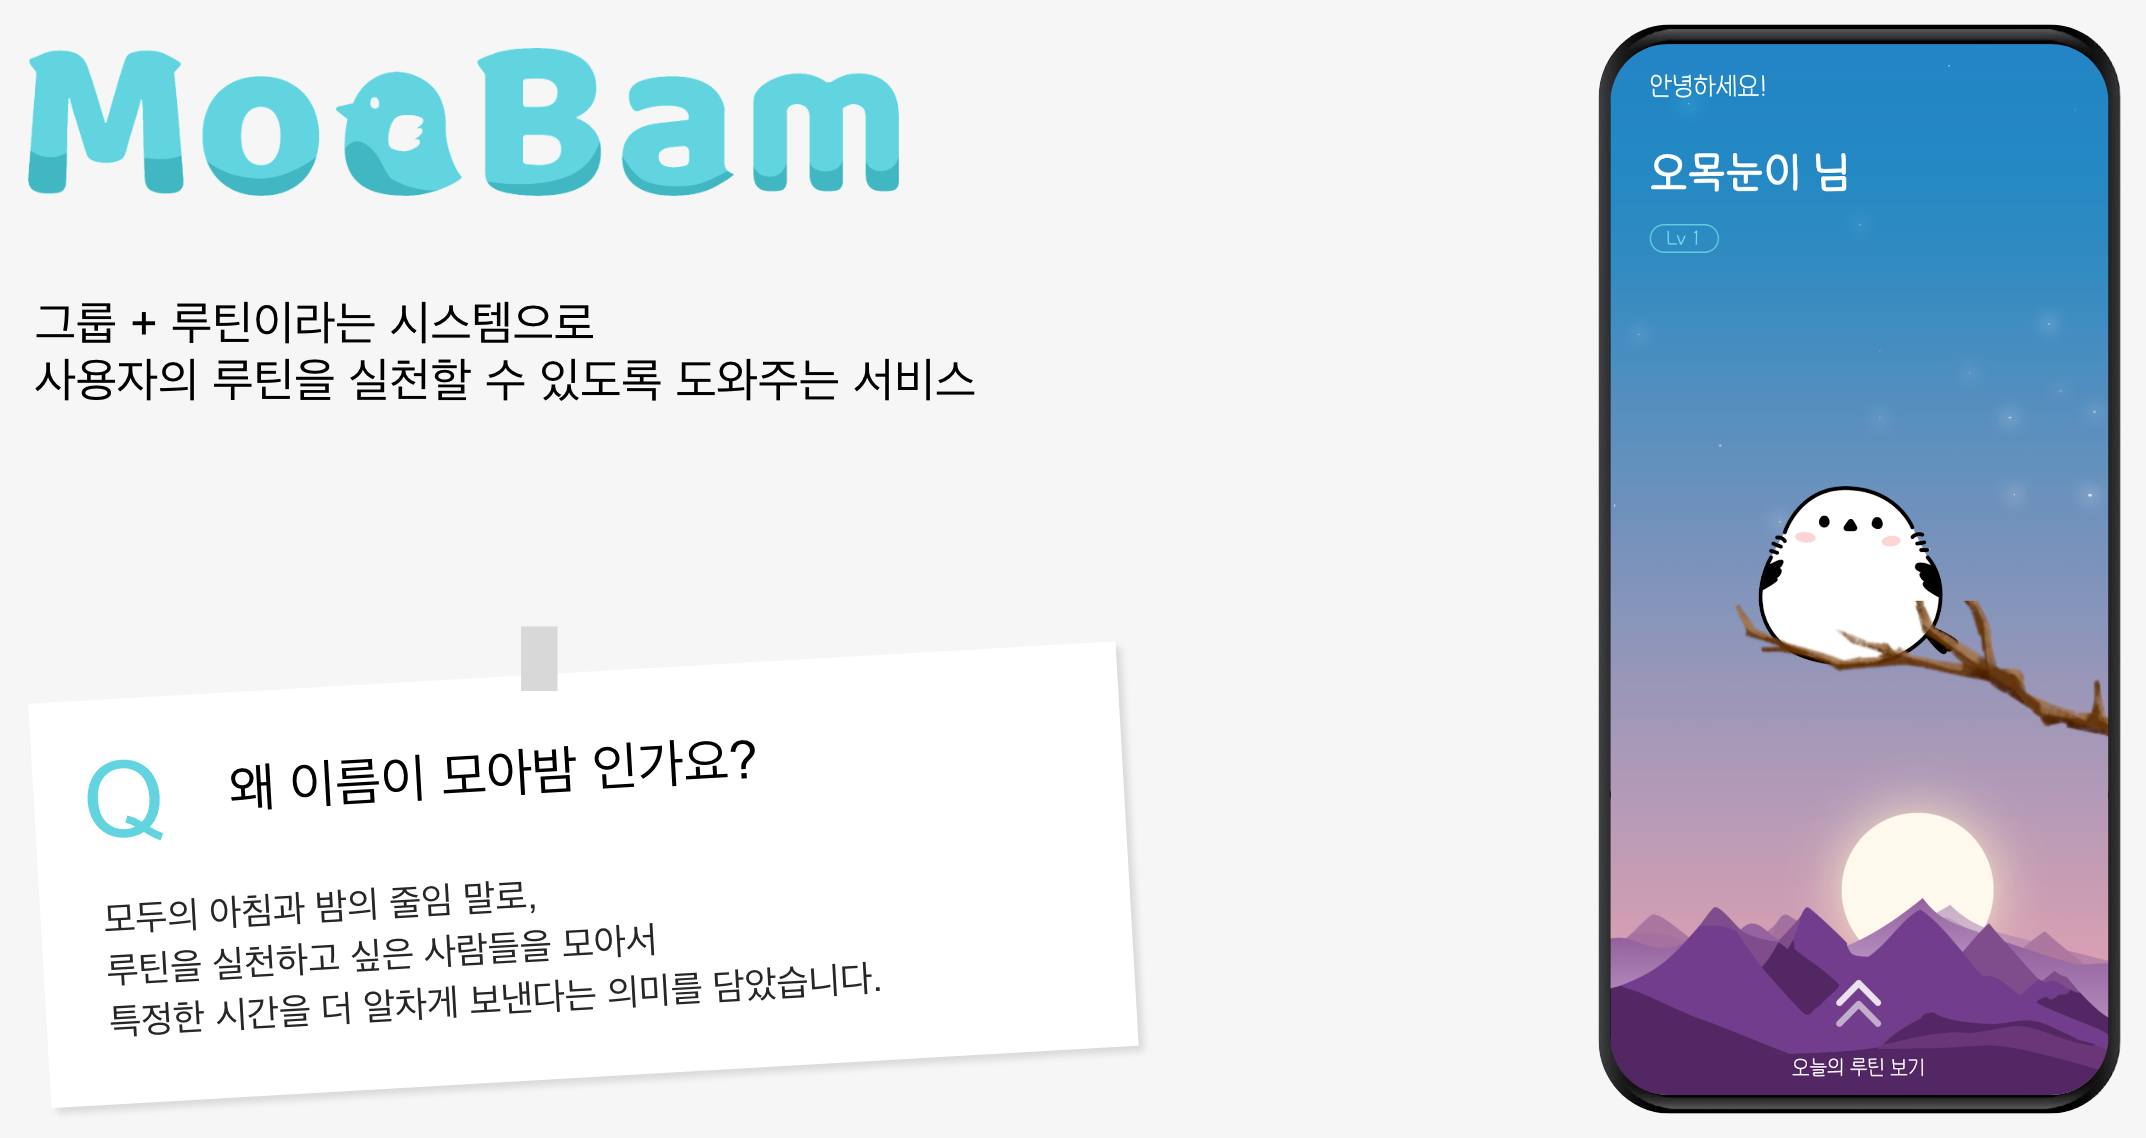 MooBam
그룹 + 루틴이라는 시스템으로
사용자의 루틴을 실천할 수 있도록 도와주는 서비스
Q 왜 이름이 모아밤 인가요?
모두의 아침과 밤의 줄임 말로,
루틴을 실천하고 싶은 사람들을 모아서
특정한 시간을 더 알차게 보낸다는 의미를 담았습니다.
안녕하세요!
오목눈이 님
Lv 1
오늘의 루틴 보기